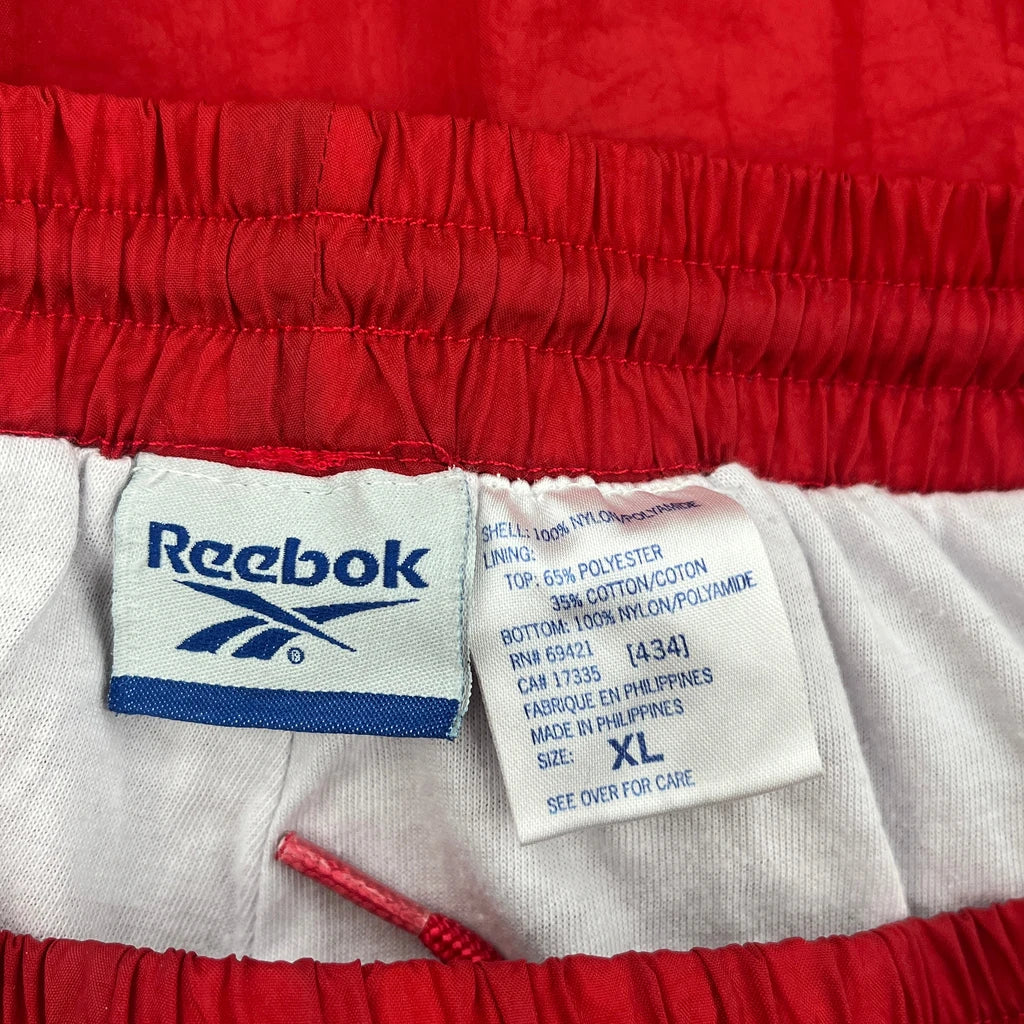 Reebok
®
SHELL: 100% NYLON/POLYAMIDE
LINING:
TOP: 65% POLYESTER
35% COTTON/COTON
BOTTOM: 100% NYLON/POLYAMIDE
RN# 69421 [434]
CA# 17335
FABRIQUE EN PHILIPPINES
MADE IN PHILIPPINES
SIZE: XL
SEE OVER FOR CARE